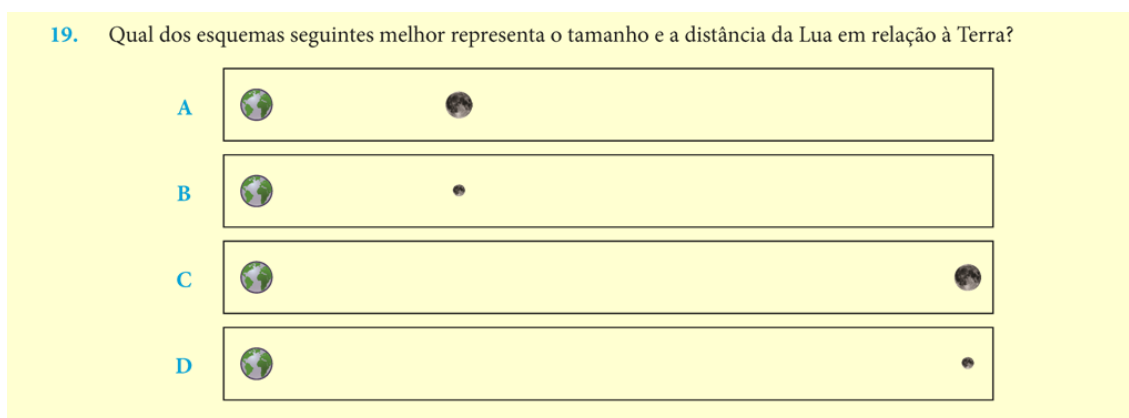 19. Qual dos esquemas seguintes melhor representa o tamanho e a distância da Lua em relação à Terra?
A
B
C
D